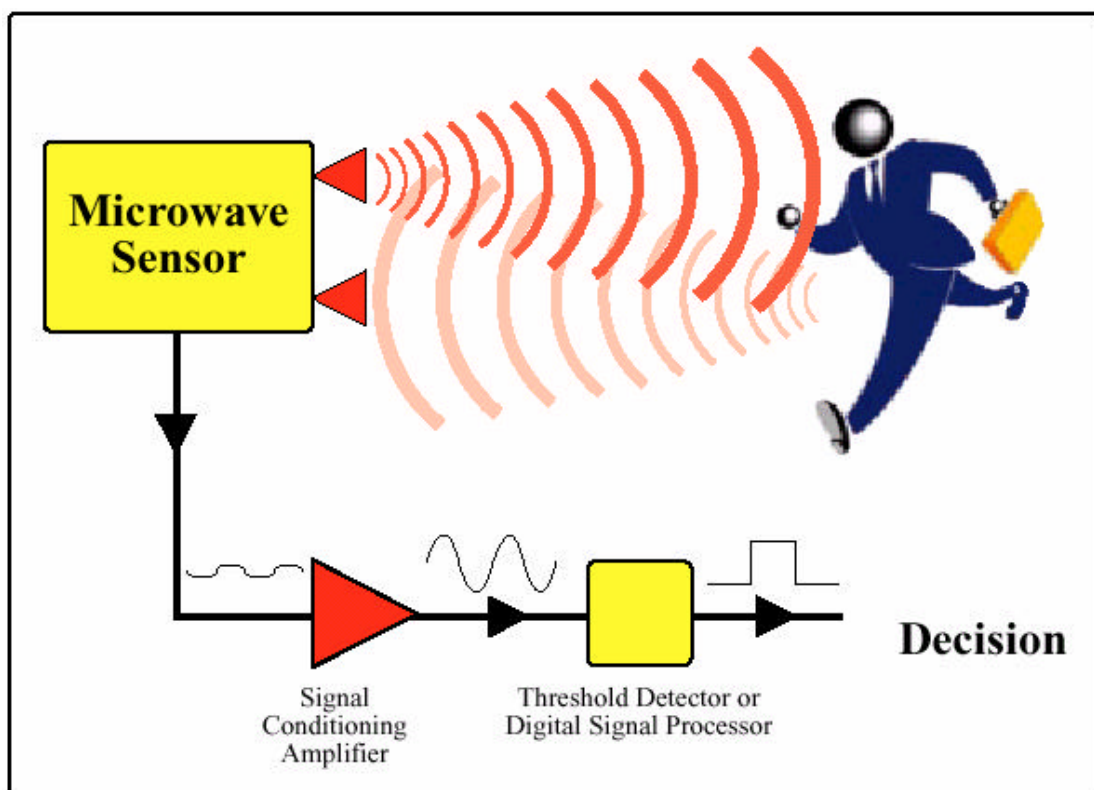 Microwave
Sensor
Decision
Signal
Conditioning
Amplifier
Threshold Detector or
Digital Signal Processor